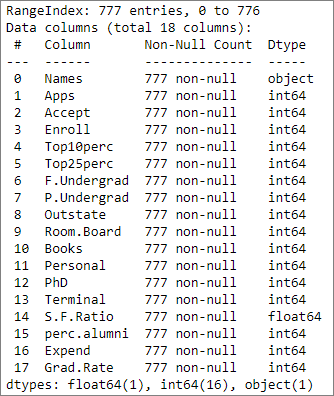 RangeIndex: 777 entries, 0 to 776
Data columns (total 18 columns):
 #   Column       Non-Null Count  Dtype
---  ------       --------------  -----
 0   Names        777 non-null    object
 1   Apps         777 non-null    int64
 2   Accept       777 non-null    int64
 3   Enroll       777 non-null    int64
 4   Top10perc    777 non-null    int64
 5   Top25perc    777 non-null    int64
 6   F.Undergrad  777 non-null    int64
 7   P.Undergrad  777 non-null    int64
 8   Outstate     777 non-null    int64
 9   Room.Board   777 non-null    int64
 10  Books        777 non-null    int64
 11  Personal     777 non-null    int64
 12  PhD          777 non-null    int64
 13  Terminal     777 non-null    int64
 14  S.F.Ratio    777 non-null    float64
 15  perc.alumni  777 non-null    int64
 16  Expend       777 non-null    int64
 17  Grad.Rate    777 non-null    int64
dtypes: float64(1), int64(16), object(1)